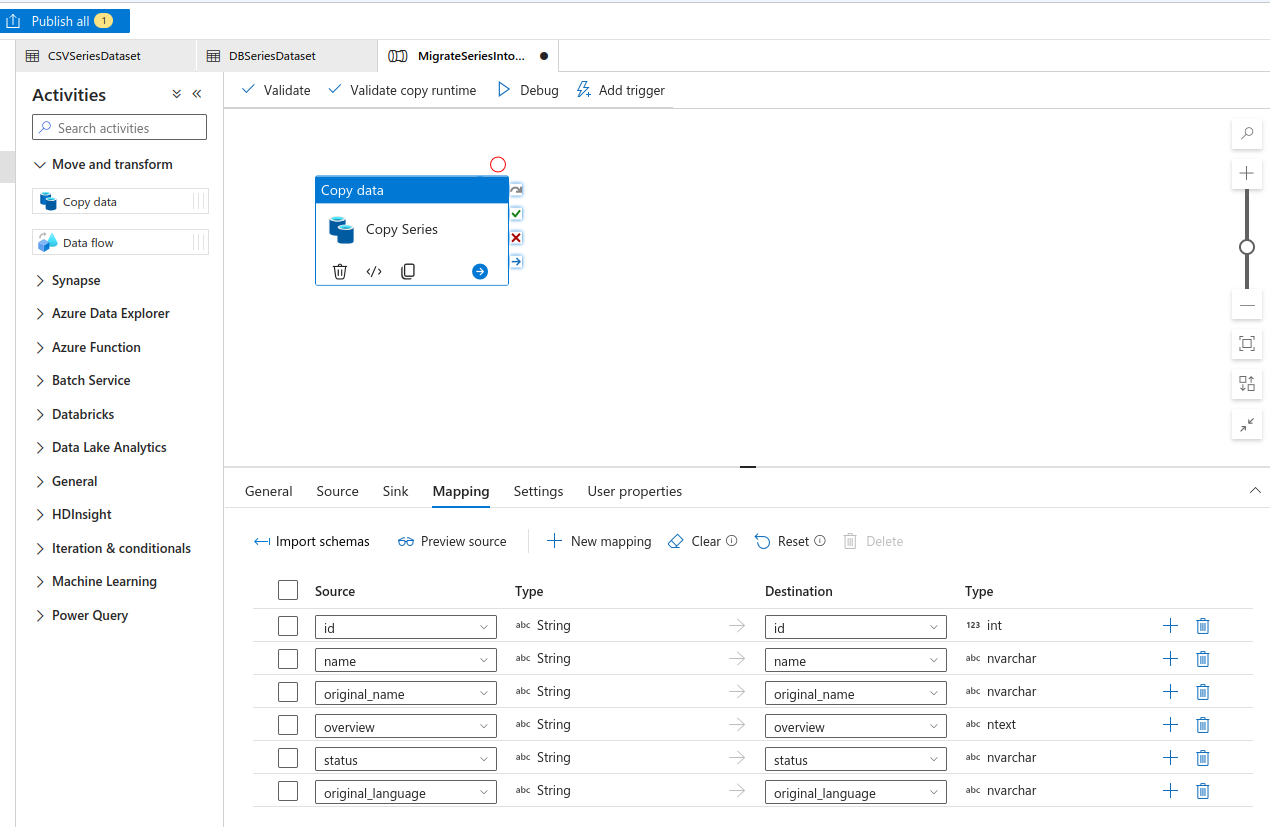 Publish all 1
CSVSeriesDataset
DBSeriesDataset
MigrateSeriesInto...
Activities
Search activities
Move and transform
Copy data
Data flow
Synapse
Azure Data Explorer
Azure Function
Batch Service
Databricks
Data Lake Analytics
General
HDInsight
Iteration & conditionals
Machine Learning
Power Query
Validate
Validate copy runtime
Debug
Add trigger
Copy data
Copy Series
General
Source
Sink
Mapping
Settings
User properties
Import schemas
Preview source
New mapping
Clear
Reset
Delete
Source Type Destination Type
id abc String id 123 int
name abc String name abc nvarchar
original_name abc String original_name abc nvarchar
overview abc String overview abc ntext
status abc String status abc nvarchar
original_language abc String original_language abc nvarchar